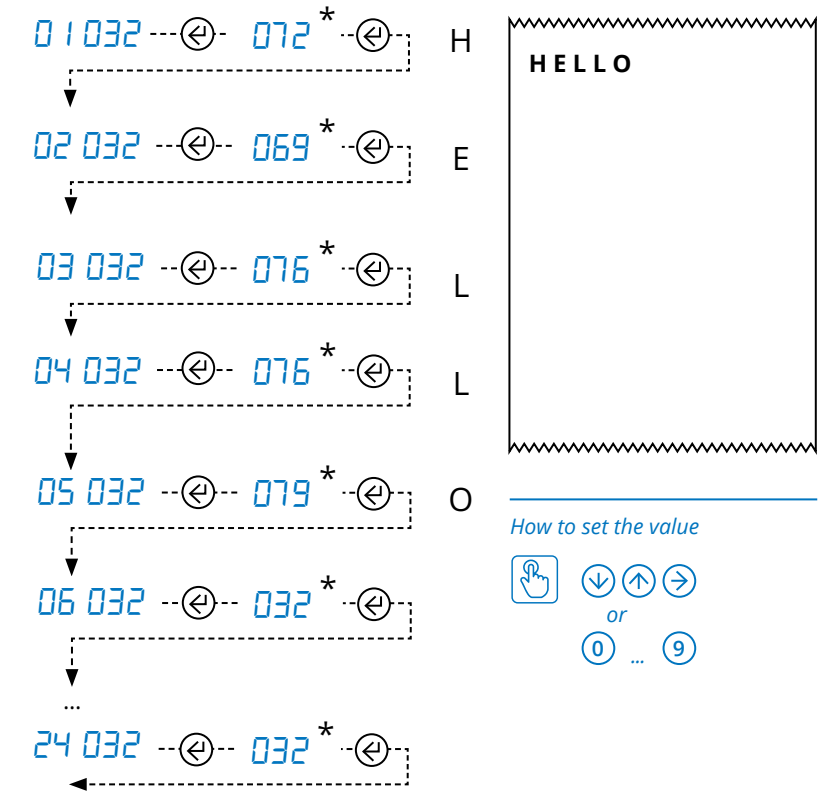 01 032 072 * H
02 032 069 * E
03 032 076 * L
04 032 076 * L
05 032 079 * O
06 032 032 *
...
24 032 032 *
HELLO
How to set the value
or
0 ... 9